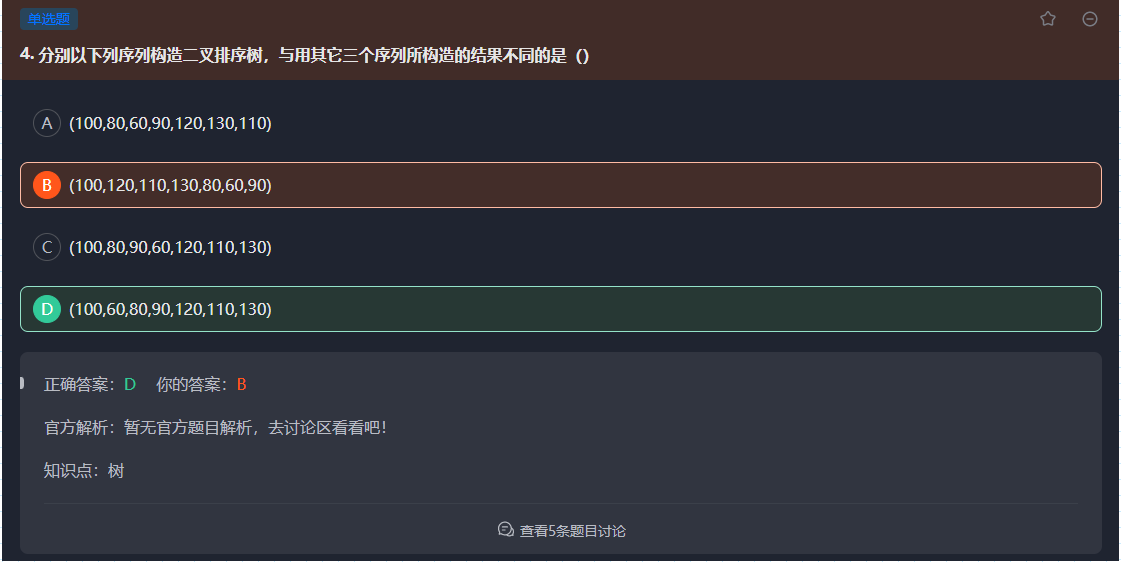 单选题
4. 分别以下列序列构造二叉排序树，与用其它三个序列所构造的结果不同的是（）
A (100,80,60,90,120,130,110)
B (100,120,110,130,80,60,90)
C (100,80,90,60,120,110,130)
D (100,60,80,90,120,110,130)
正确答案：D 你的答案：B
官方解析：暂无官方题目解析，去讨论区看看吧！
知识点：树
查看5条题目讨论